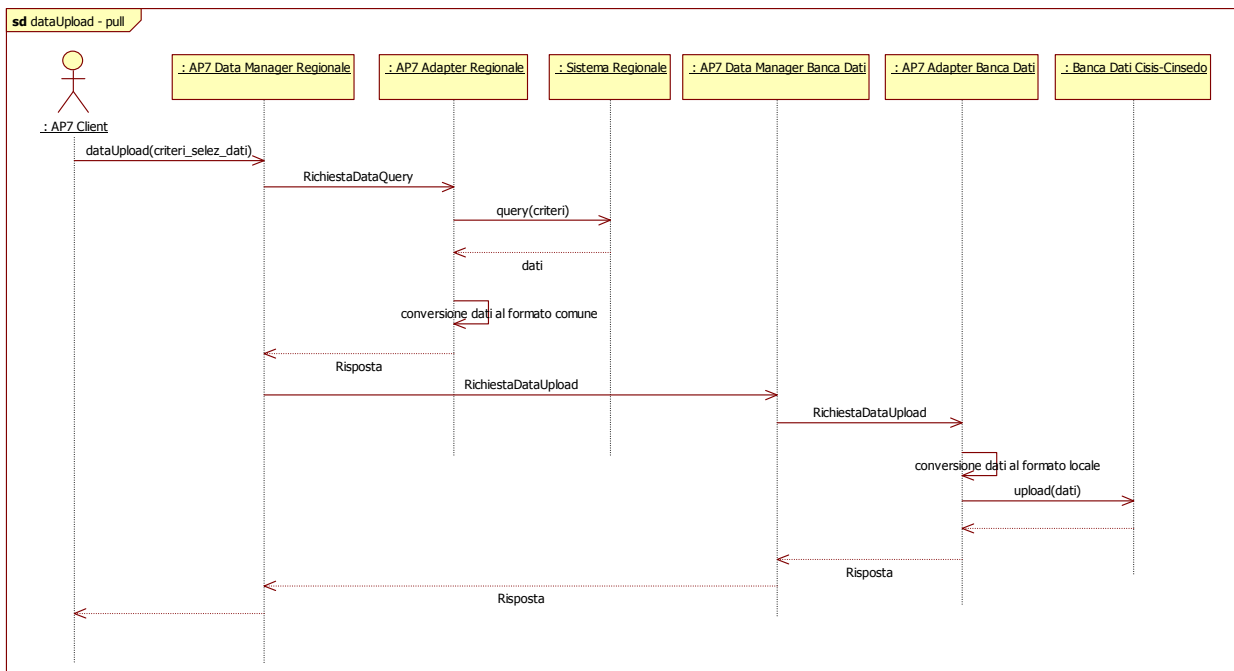 sd dataUpload - pull
: AP7 Data Manager Regionale
: AP7 Adapter Regionale
: Sistema Regionale
: AP7 Data Manager Banca Dati
: AP7 Adapter Banca Dati
: Banca Dati Cisis-Cinsedo
: AP7 Client
dataUpload(criteri_selez_dati)
RichiestaDataQuery
query(criteri)
dati
conversione dati al formato comune
Risposta
RichiestaDataUpload
RichiestaDataUpload
conversione dati al formato locale
upload(dati)
Risposta
Risposta